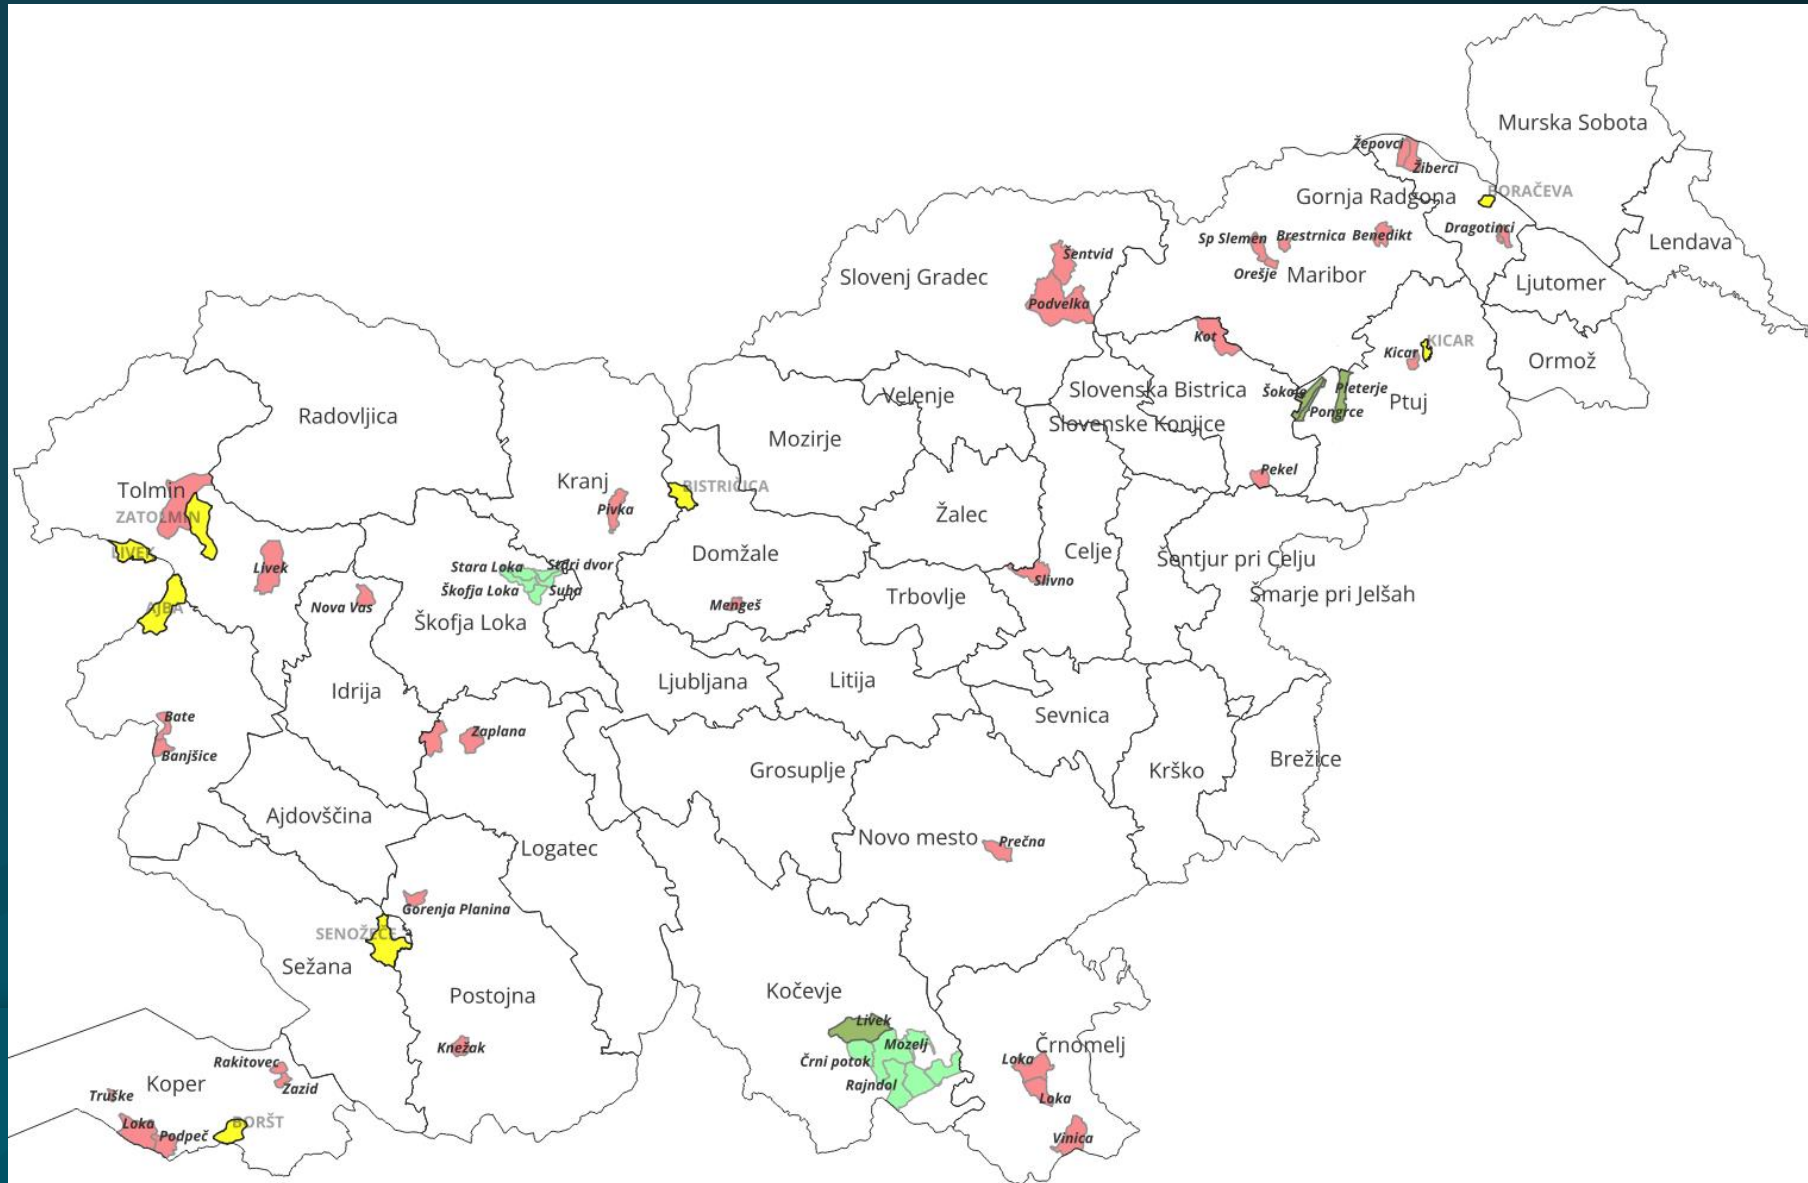 Murska Sobota
Žepovci
Žiberci
BORAČEVA
Gornja Radgona
Dragotinci
Sp Slemen
Brestrnica
Benedikt
Lendava
Šentvid
Orešje
Maribor
Slovenj Gradec
Ljutomer
Podvelka
Kot
KICAR
Kicar
Ormož
Slovenska Bistrica
Pleterje
Velenje
Ptuj
Pongrce
Radovljica
Slovenske Konjice
Mozirje
Pekel
Kranj
BISTRIČICA
Tolmin
Pivka
Žalec
ZATOLMIN
LIVEK
Domžale
Celje
Šentjur pri Celju
Livek
Stara Loka
Stari dvor
Slivno
Škofja Loka
Suha
Šmarje pri Jelšah
Trbovlje
AJBA
Nova Vas
Mengeš
Škofja Loka
Ljubljana
Litija
Idrija
Bate
Sevnica
Zaplana
Banjšice
Brežice
Grosuplje
Krško
Ajdovščina
Novo mesto
Prečna
Logatec
Gorenja Planina
SENOŽEČE
Sežana
Postojna
Kočevje
Livek
Knežak
Mozelj
Črnomelj
Rakitovec
Črni potok
Loka
Koper
Zazid
Rajndol
Truške
Loka
Loka
BORŠT
Podpeč
Vinica